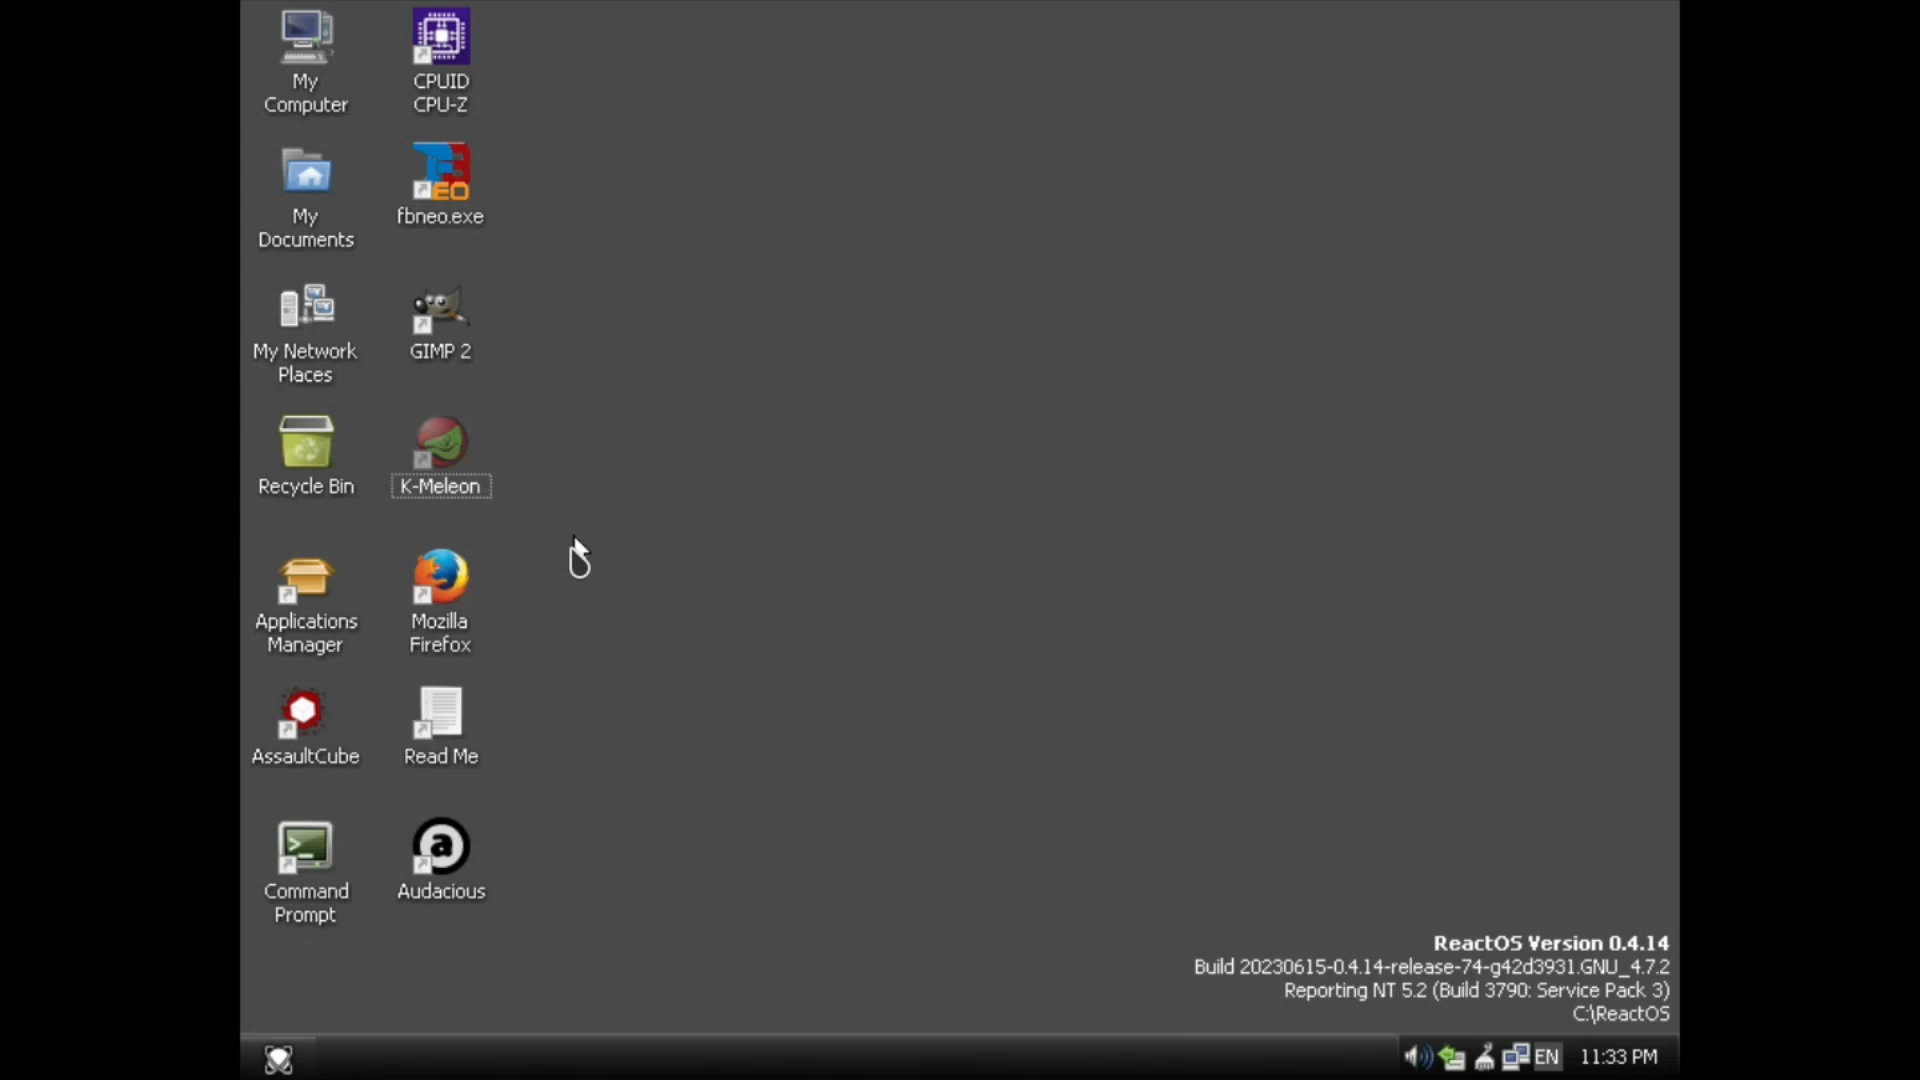 My
Computer
CPUID
CPU-Z
My
Documents
fbneo.exe
My Network
Places
GIMP 2
Recycle Bin
K-Meleon
Applications
Manager
Mozilla
Firefox
AssaultCube
Read Me
Command
Prompt
Audacious
ReactOS Version 0.4.14
Build 20230615-0.4.14-release-74-g42d3931.GNU_4.7.2
Reporting NT 5.2 (Build 3790: Service Pack 3)
C:\ReactOS
EN
11:33 PM